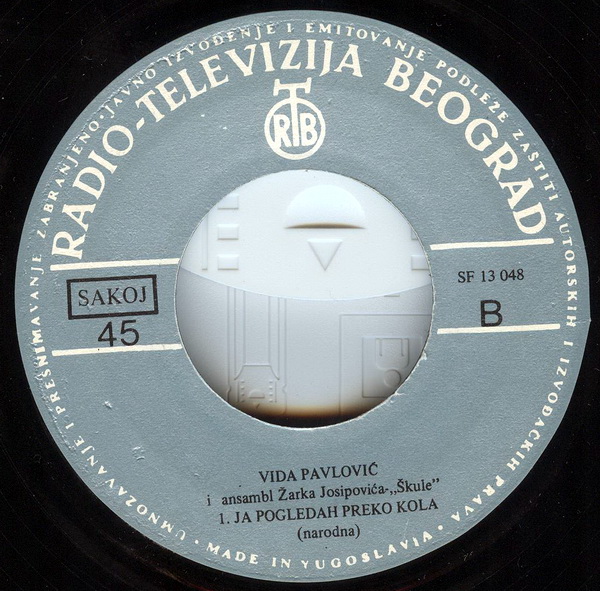 UMNOŽAVANJE I PRESNIMAVANJE ZABRANJENO·JAVNO IZVOĐENJE I EMITOVANJE PODLEŽE ZAŠTITI AUTORSKIH I IZVOĐAČKIH PRAVA·
RADIO-TELEVIZIJA BEOGRAD
RTB
SAKOJ
45
SF 13 048
B
VIDA PAVLOVIĆ
i ansambl Žarka Josipovića-„Škule”
1. JA POGLEDAH PREKO KOLA
(narodna)
· MADE IN YUGOSLAVIA ·